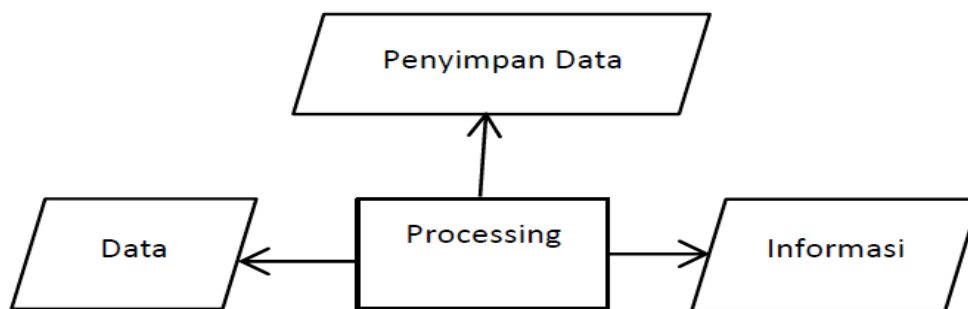 Penyimpan Data
Data
Processing
Informasi